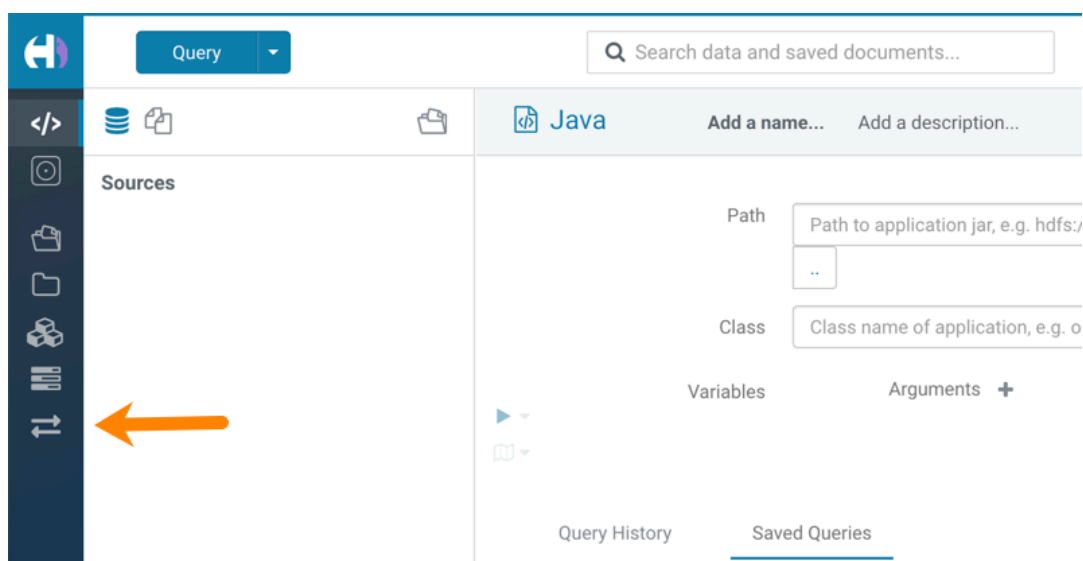 Query
Search data and saved documents...
Java Add a name... Add a description...
Sources
Path Path to application jar, e.g. hdfs:/
..
Class Class name of application, e.g. o
Variables Arguments +
Query History Saved Queries